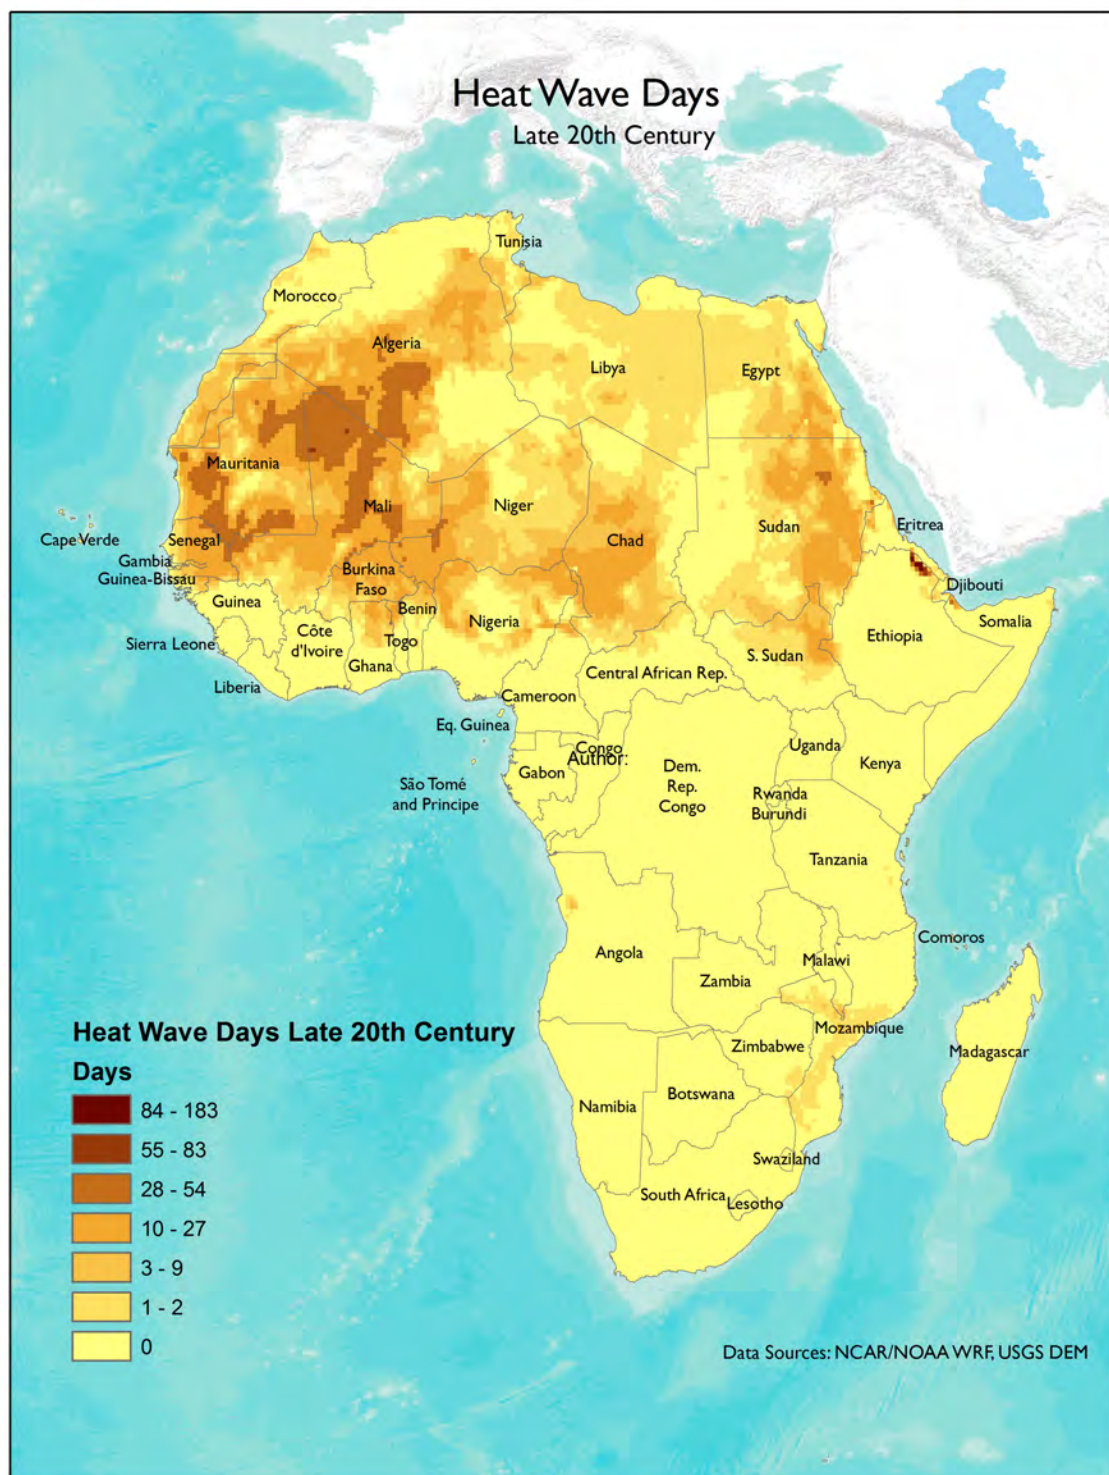 Heat Wave Days
Late 20th Century
Tunisia
Morocco
Algeria
Libya
Egypt
Mauritania
Mali
Niger
Chad
Sudan
Eritrea
Cape Verde
Senegal
Gambia
Guinea-Bissau
Burkina
Faso
Djibouti
Guinea
Benin
Nigeria
Somalia
Ethiopia
Sierra Leone
Côte
d'Ivoire
Togo
Ghana
S. Sudan
Liberia
Central African Rep.
Cameroon
Eq. Guinea
Congo
Author:
Uganda
Kenya
Gabon
Dem.
Rep.
Congo
São Tomé
and Principe
Rwanda
Burundi
Tanzania
Comoros
Angola
Malawi
Zambia
Mozambique
Zimbabwe
Madagascar
Botswana
Namibia
Swaziland
South Africa
Lesotho
Heat Wave Days Late 20th Century
Days
84 - 183
55 - 83
28 - 54
10 - 27
3 - 9
1 - 2
0
Data Sources: NCAR/NOAA WRF, USGS DEM